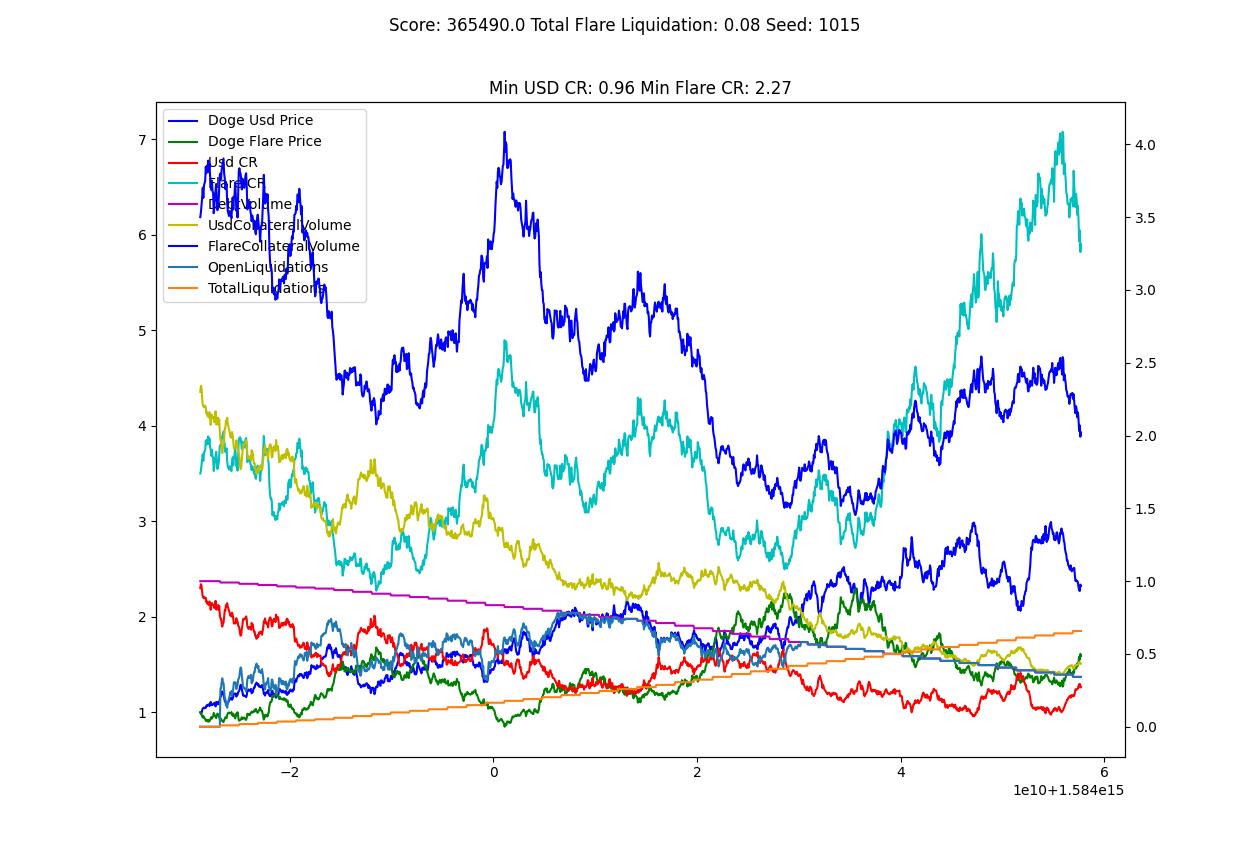 Score: 365490.0 Total Flare Liquidation: 0.08 Seed: 1015
Min USD CR: 0.96 Min Flare CR: 2.27
Doge Usd Price
Doge Flare Price
Usd CR
Flare CR
DebtVolume
UsdCollateralVolume
FlareCollateralVolume
OpenLiquidations
TotalLiquidations
7
6
5
4
3
2
1
4.0
3.5
3.0
2.5
2.0
1.5
1.0
0.5
0.0
−2
0
2
4
6
1e10+1.584e15